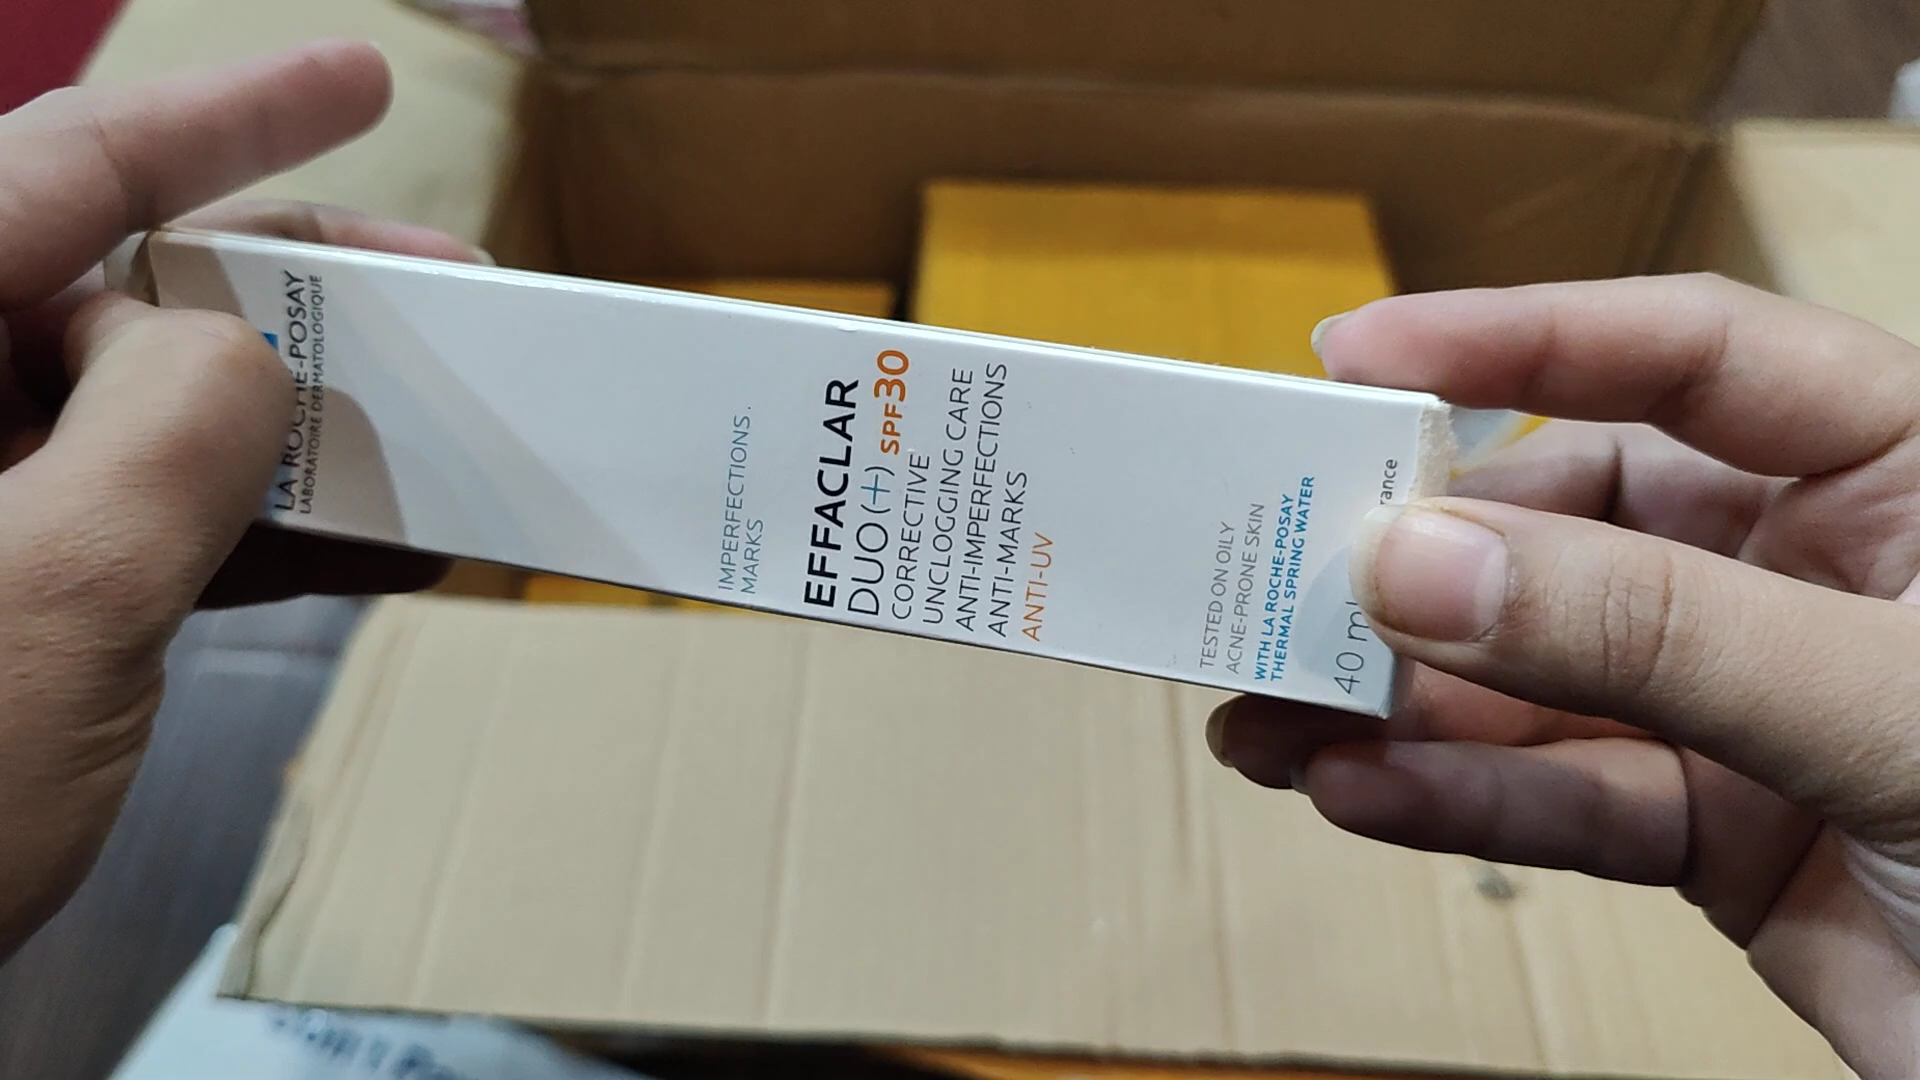 LA ROCHE-POSAY
LABORATOIRE DERMATOLOGIQUE
IMPERFECTIONS.
MARKS
EFFACLAR
DUO(+) SPF30
CORRECTIVE
UNCLOGGING CARE
ANTI-IMPERFECTIONS
ANTI-MARKS
ANTI-UV
TESTED ON OILY
ACNE-PRONE SKIN
WITH LA ROCHE-POSAY
THERMAL SPRING WATER
40 ml
rance